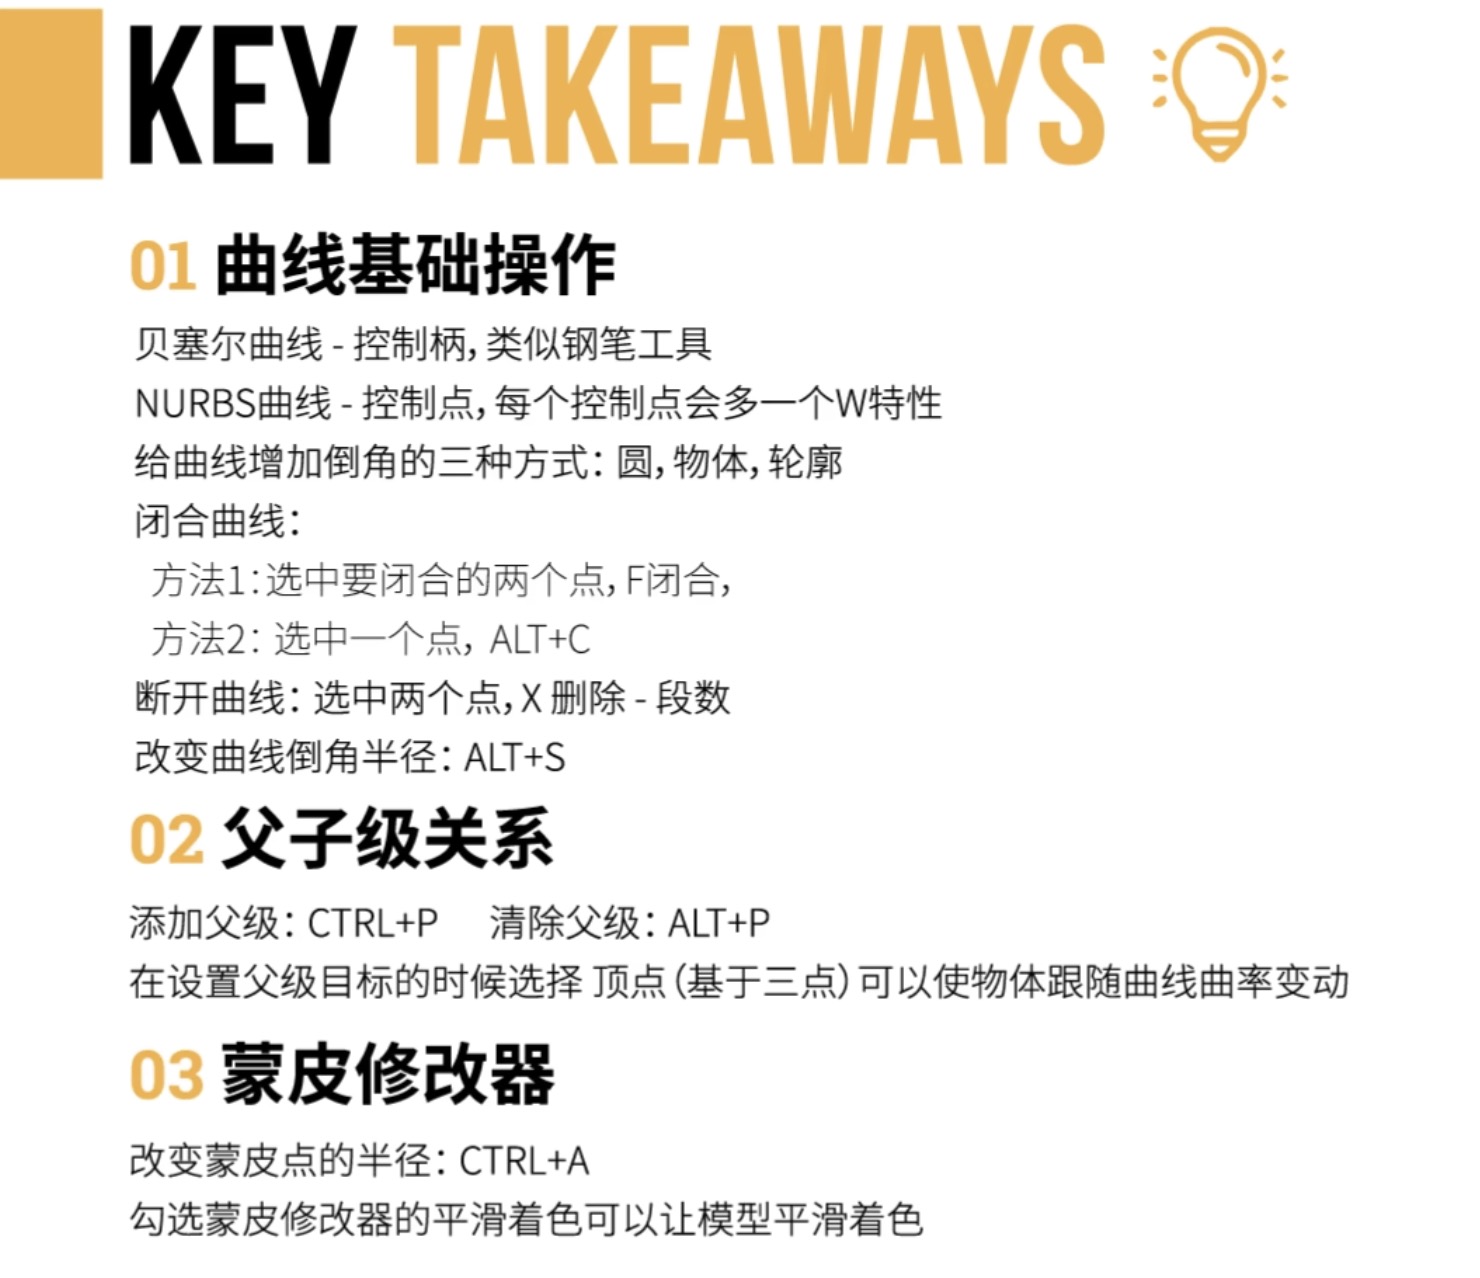 KEY TAKEAWAYS
01 曲线基础操作
贝塞尔曲线 - 控制柄，类似钢笔工具
NURBS曲线 - 控制点，每个控制点会多一个W特性
给曲线增加倒角的三种方式：圆，物体，轮廓
闭合曲线：
方法1：选中要闭合的两个点，F闭合，
方法2：选中一个点，ALT+C
断开曲线：选中两个点，X 删除 - 段数
改变曲线倒角半径：ALT+S
02 父子级关系
添加父级：CTRL+P 清除父级：ALT+P
在设置父级目标的时候选择 顶点（基于三点）可以使物体跟随曲线曲率变动
03 蒙皮修改器
改变蒙皮点的半径：CTRL+A
勾选蒙皮修改器的平滑着色可以让模型平滑着色